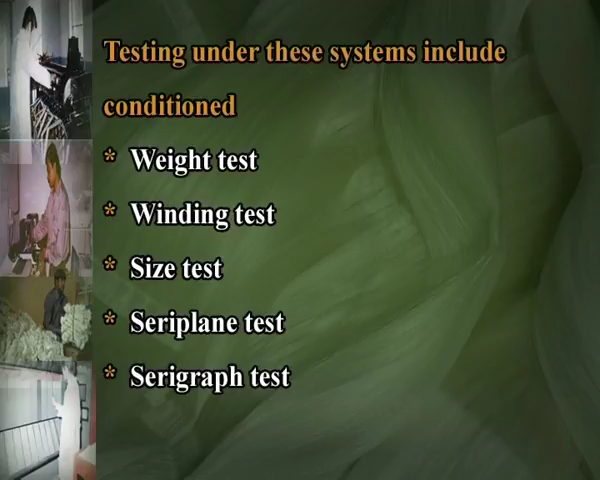 Testing under these systems include
conditioned
* Weight test
* Winding test
* Size test
* Seriplane test
* Serigraph test